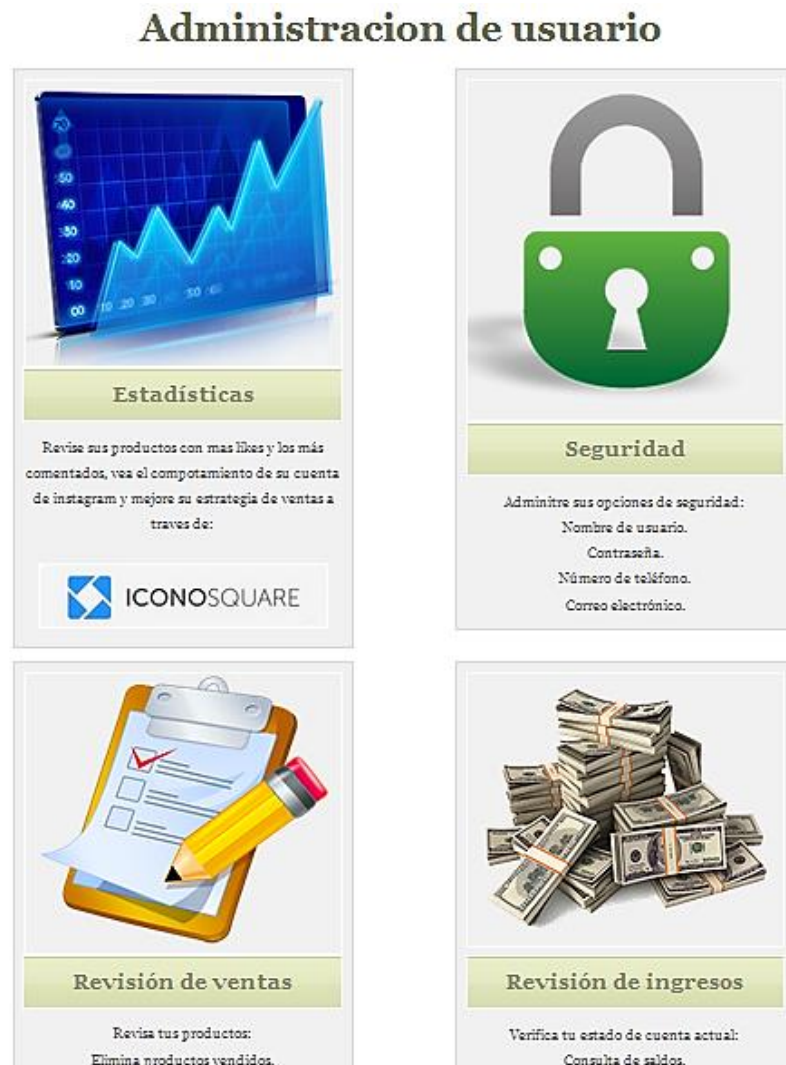 Administracion de usuario
Estadísticas
Revise sus productos con mas likes y los más
comentados, vea el compotamiento de su cuenta
de instagram y mejore su estrategia de ventas a
traves de:
ICONOSQUARE
Seguridad
Adminitre sus opciones de seguridad:
Nombre de usuario.
Contraseña.
Número de teléfono.
Correo electrónico.
Revisión de ventas
Revisa tus productos:
Elimina productos vendidos.
Revisión de ingresos
Verifica tu estado de cuenta actual:
Consulta de saldos.